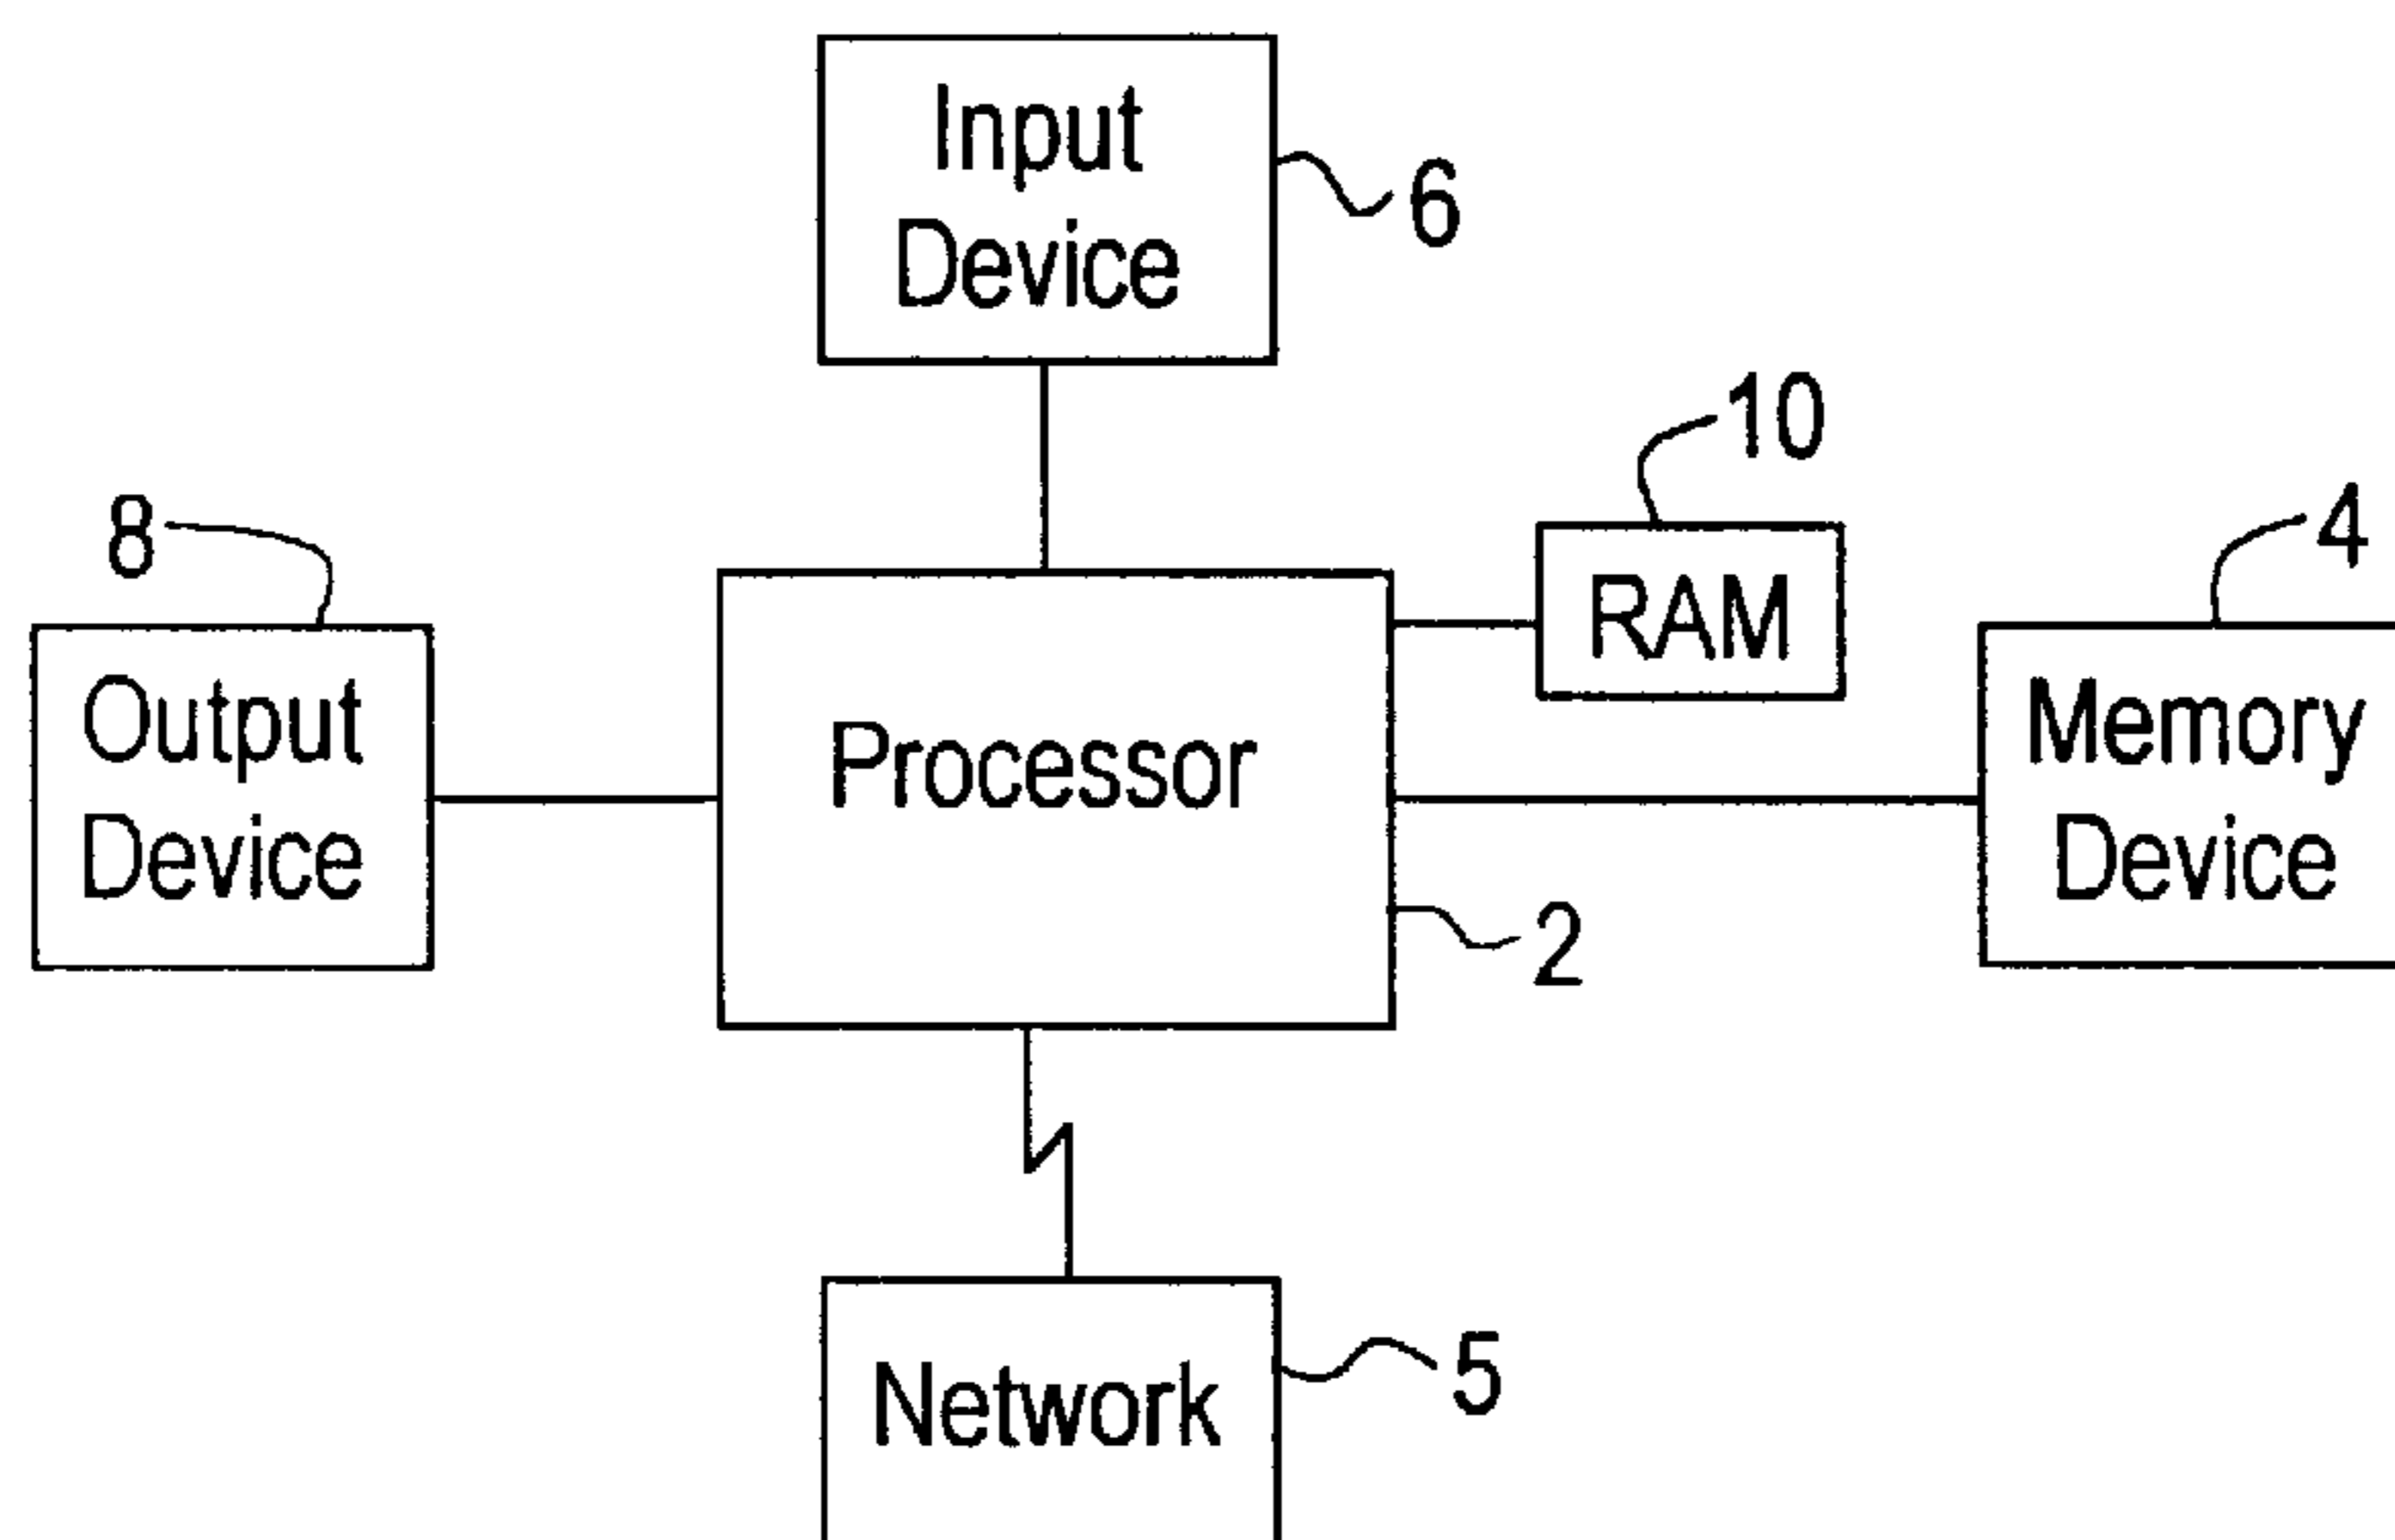 Input
Device
6
10
RAM
8
Output
Device
Processor
2
4
Memory
Device
Network
5